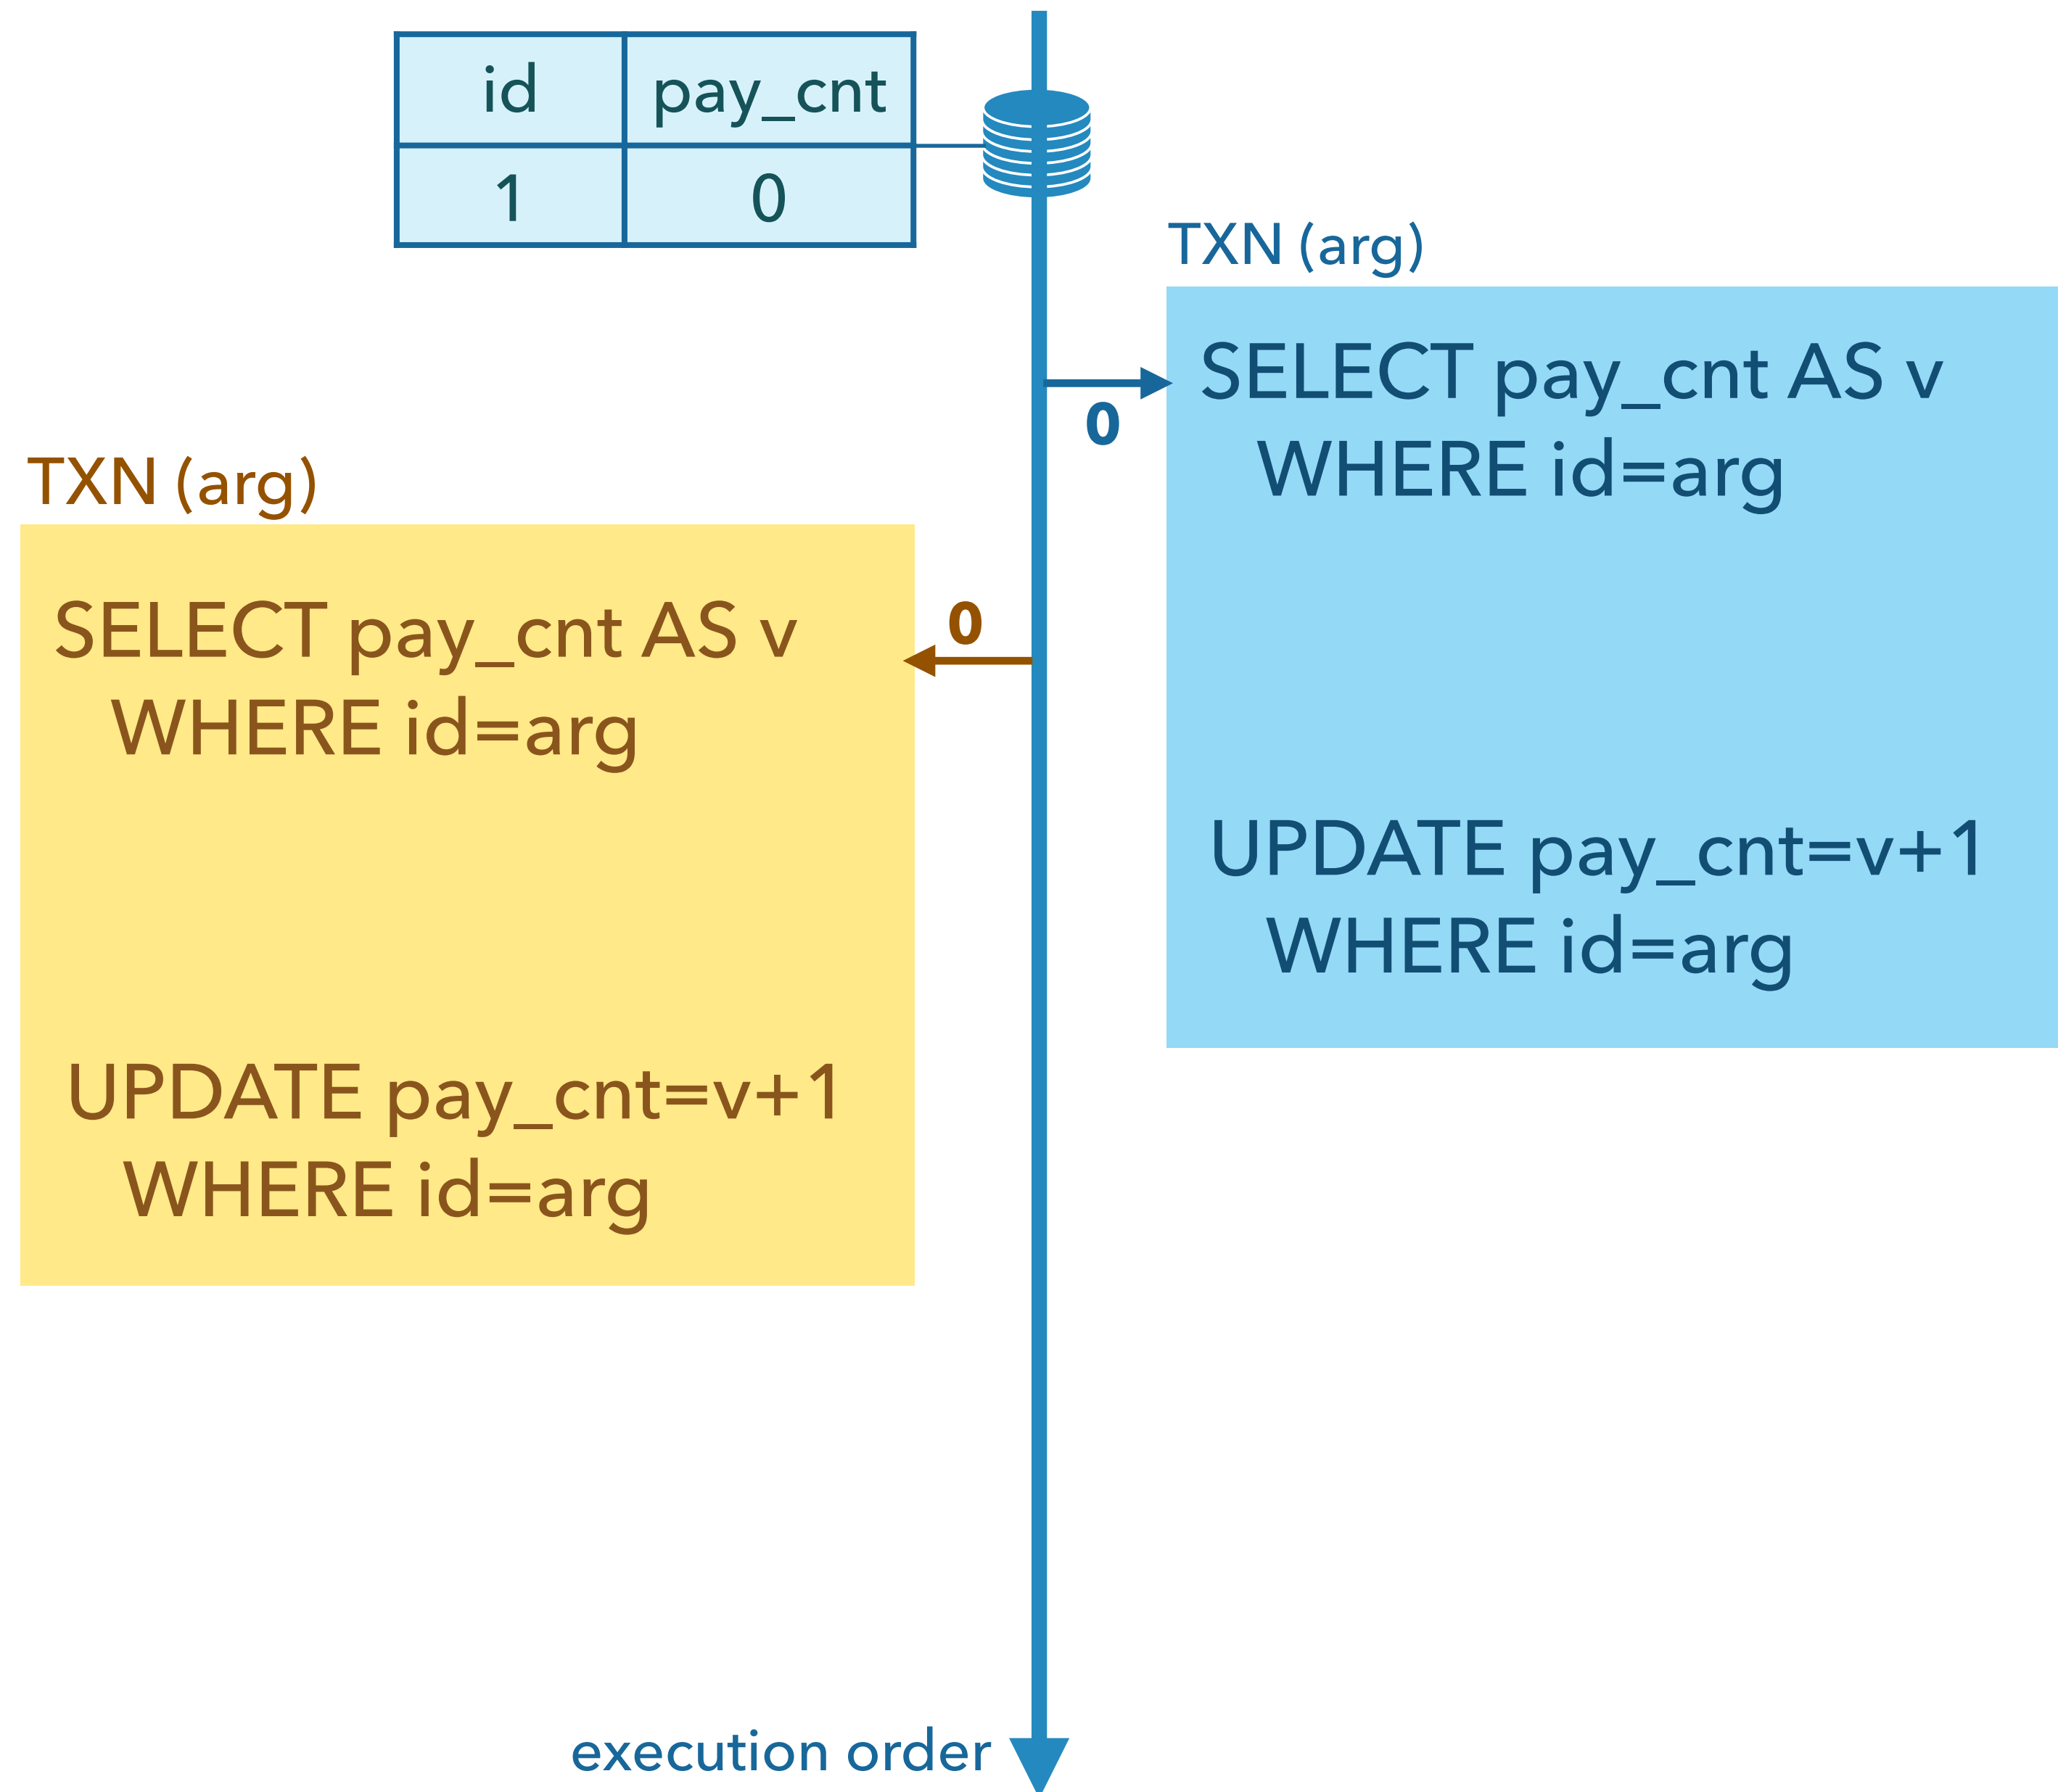 id pay_cnt
1 0
TXN (arg)
SELECT pay_cnt AS v
WHERE id=arg
0
TXN (arg)
0
SELECT pay_cnt AS v
WHERE id=arg
UPDATE pay_cnt=v+1
WHERE id=arg
UPDATE pay_cnt=v+1
WHERE id=arg
execution order